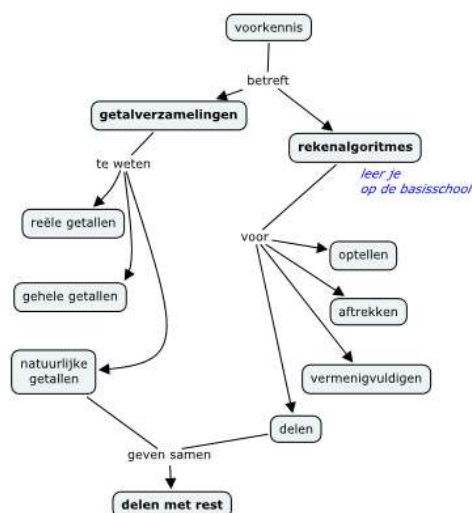 voorkennis
betreft
getalverzamelingen
rekenalgoritmes
leer je
op de basisschool
te weten
reële getallen
voor
optellen
gehele getallen
aftrekken
natuurlijke
getallen
vermenigvuldigen
delen
geven samen
delen met rest